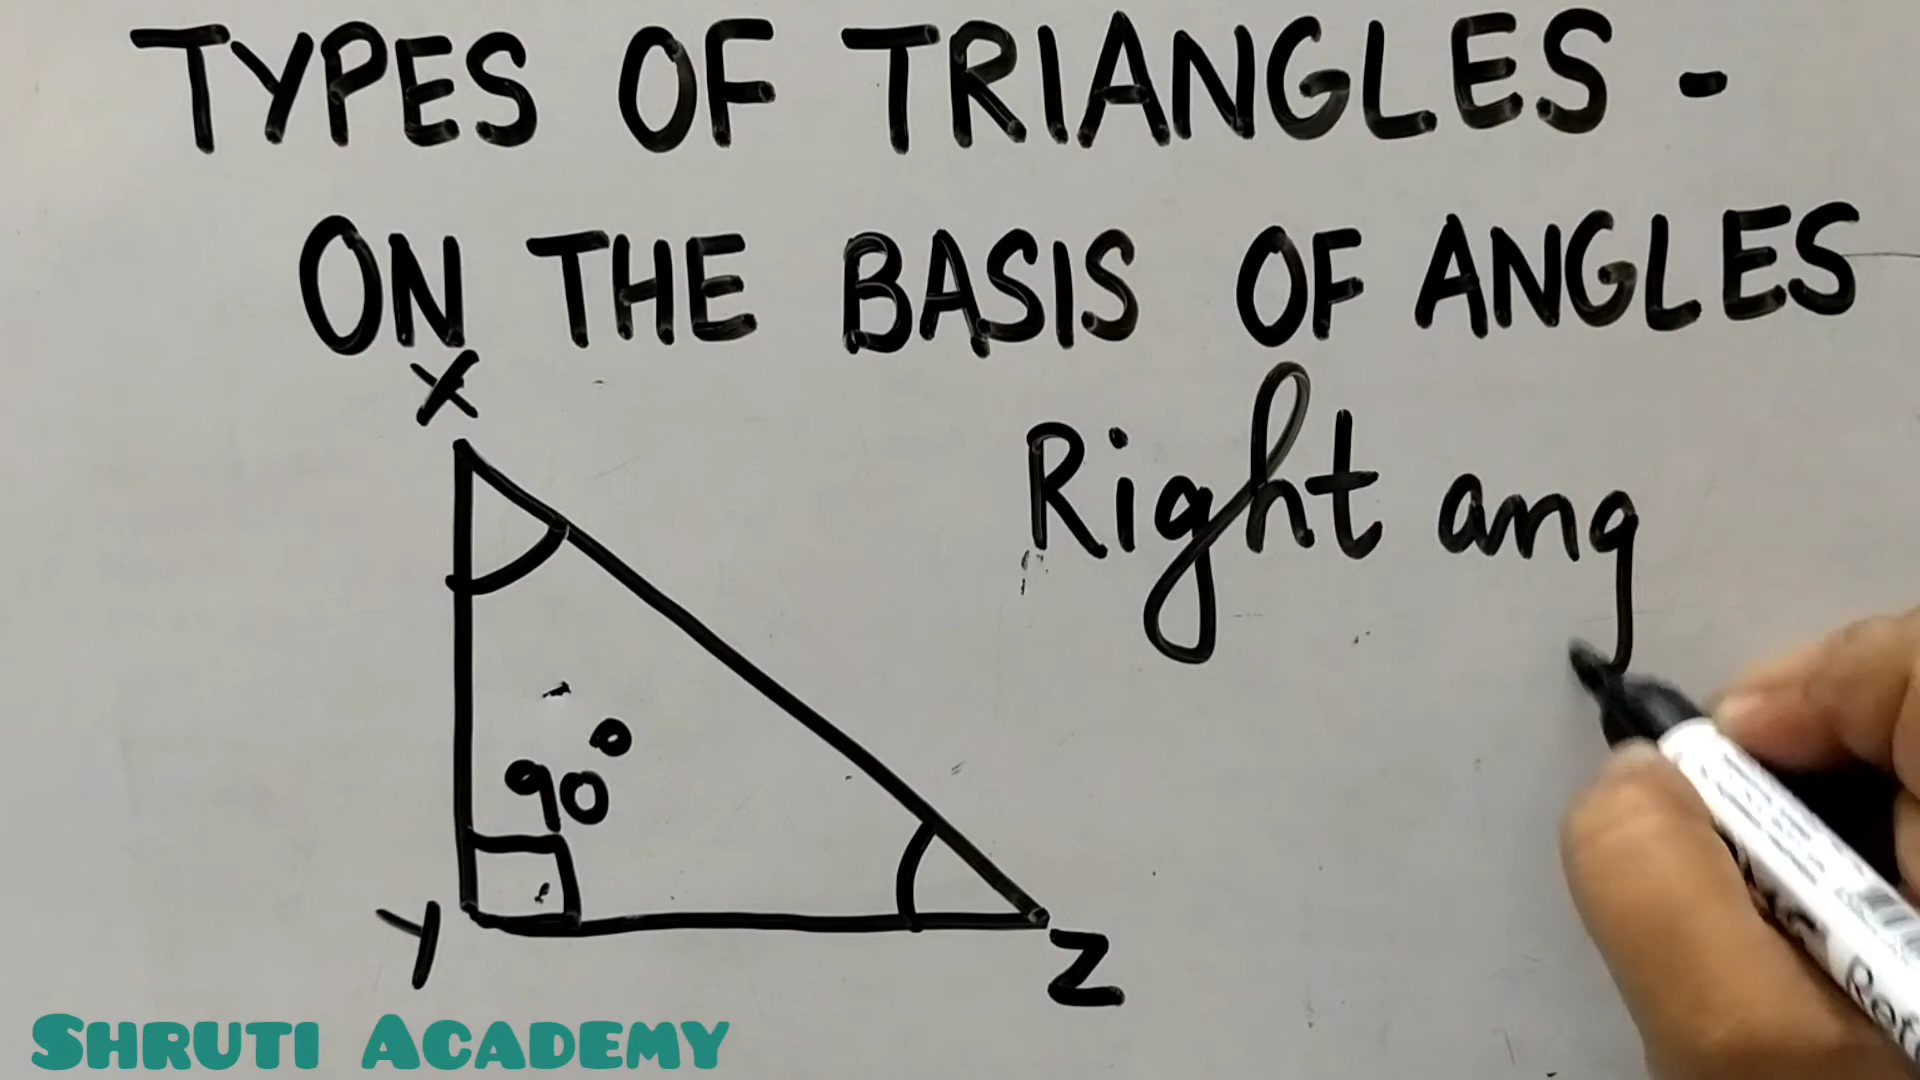 TYPES OF TRIANGLES -
ON THE BASIS OF ANGLES
X
Right ang
90°
Y
Z
SHRUTI ACADEMY